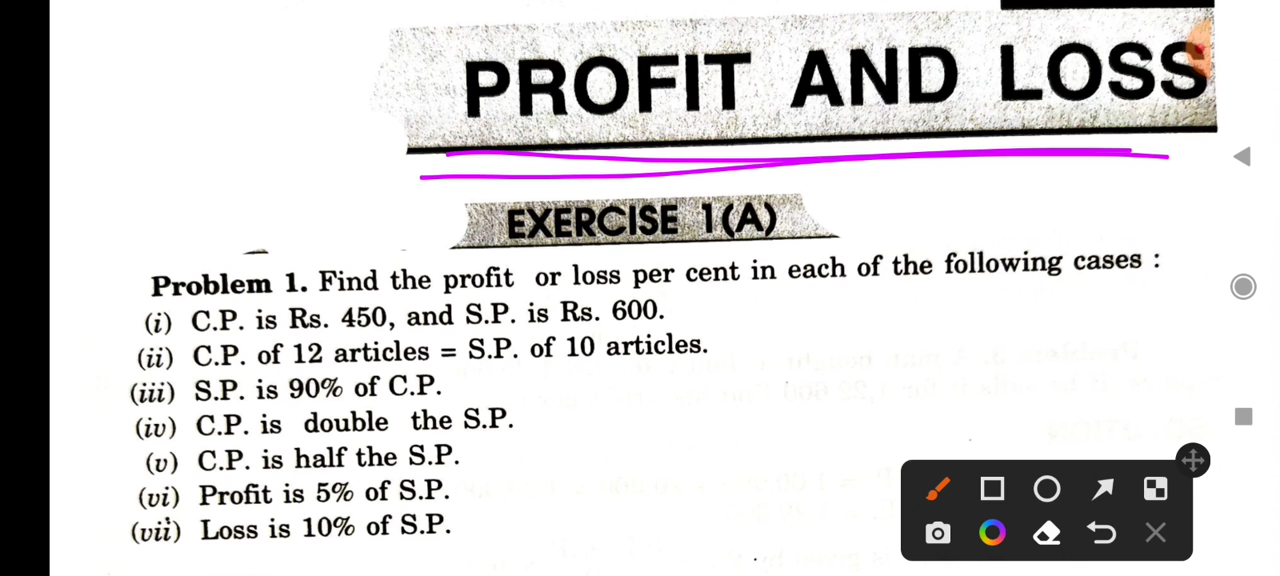 PROFIT AND LOSS
EXERCISE 1(A)
Problem 1. Find the profit or loss per cent in each of the following cases :
(i) C.P. is Rs. 450, and S.P. is Rs. 600.
(ii) C.P. of 12 articles = S.P. of 10 articles.
(iii) S.P. is 90% of C.P.
(iv) C.P. is double the S.P.
(v) C.P. is half the S.P.
(vi) Profit is 5% of S.P.
(vii) Loss is 10% of S.P.